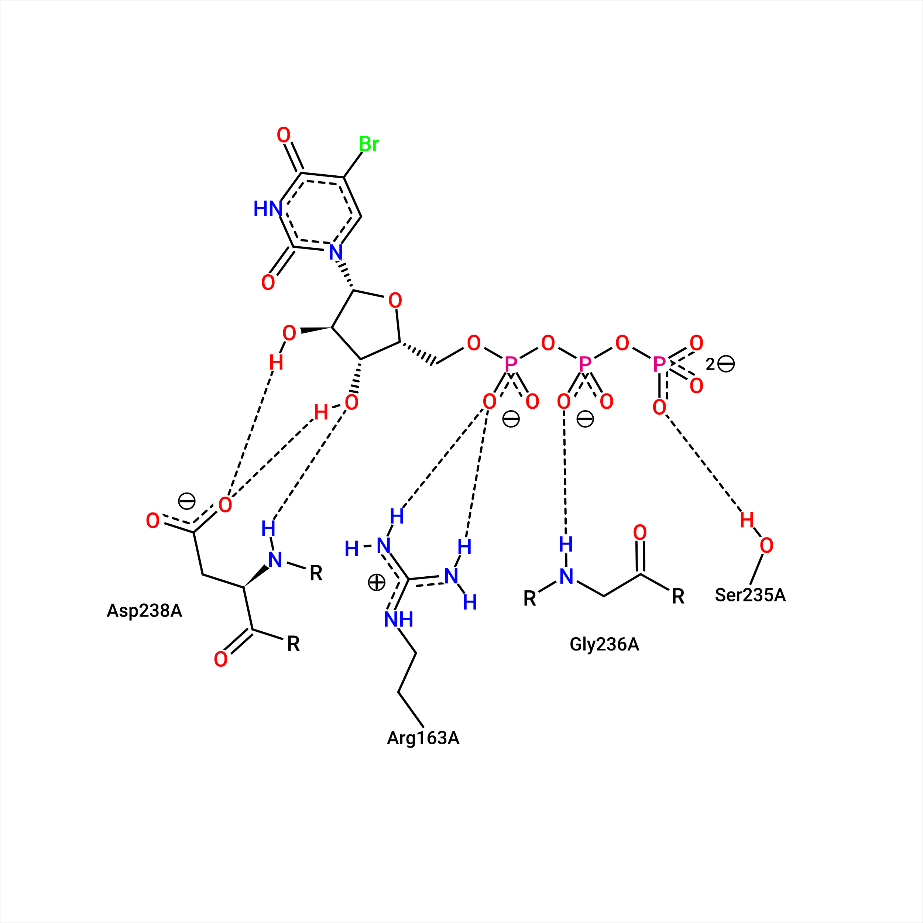 O
Br
HN
N
O
O
O
O
O
O
O
P
P
P
2⊖
H
O
O
O
O
O
O
H
O
⊖
⊖
⊖
O
O
H
H
H
O
H
H
N
H
H
O
O
N
R
⊕
N
N
H
NH
R
R
Ser235A
Asp238A
O
R
Gly236A
Arg163A